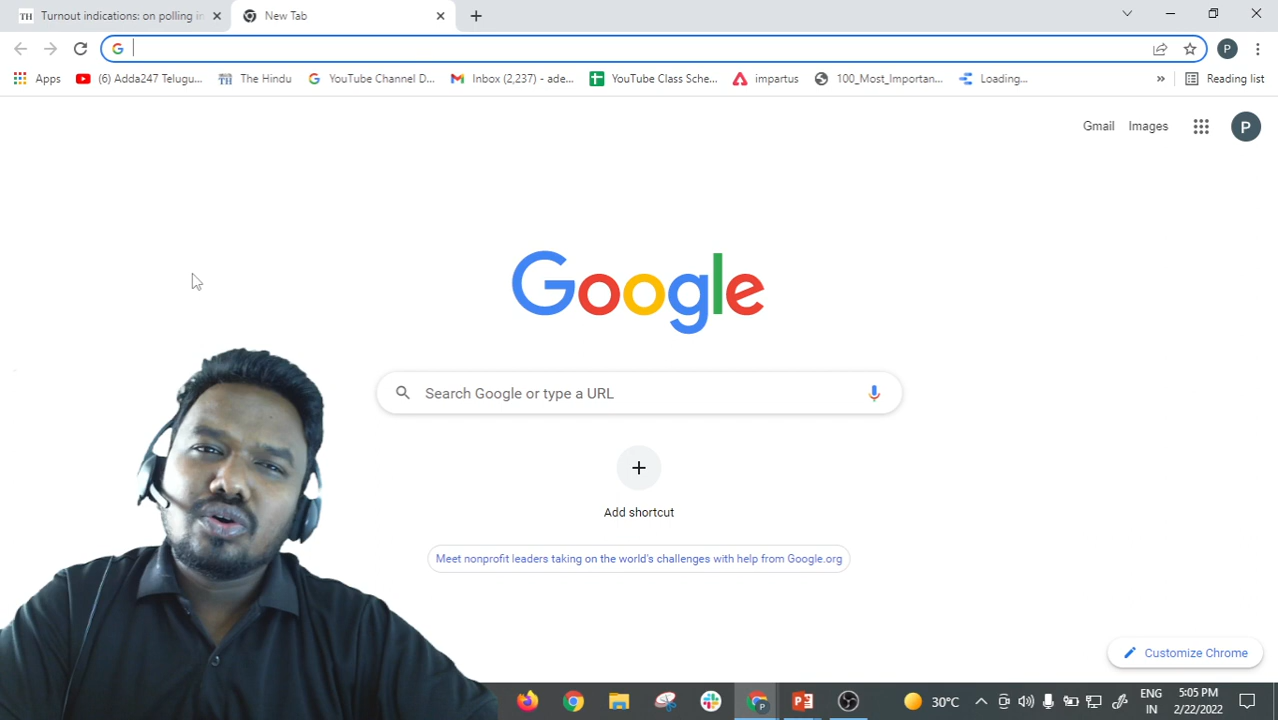 TH Turnout indications: on polling in
New Tab
G
Apps
(6) Adda247 Telugu...
TH The Hindu
YouTube Channel D...
Inbox (2,237) - ade...
YouTube Class Sche...
impartus
100_Most_Importan...
Loading...
»
Reading list
P
Gmail
Images
P
Google
Search Google or type a URL
Add shortcut
Meet nonprofit leaders taking on the world's challenges with help from Google.org
Customize Chrome
30°C
ENG
IN
5:05 PM
2/22/2022